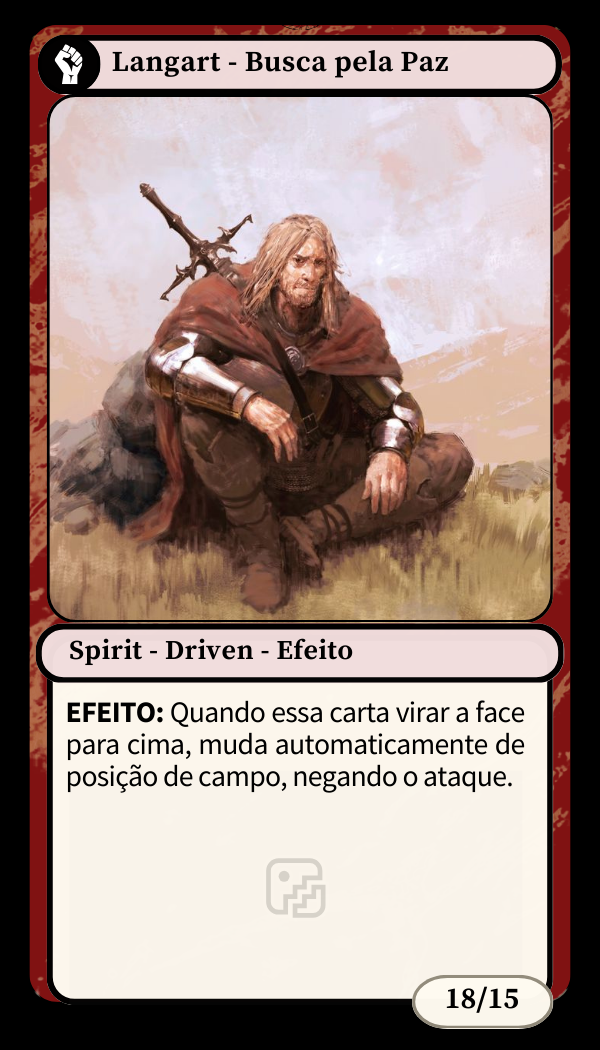 Langart - Busca pela Paz
Spirit - Driven - Efeito
EFEITO: Quando essa carta virar a face
para cima, muda automaticamente de
posição de campo, negando o ataque.
18/15